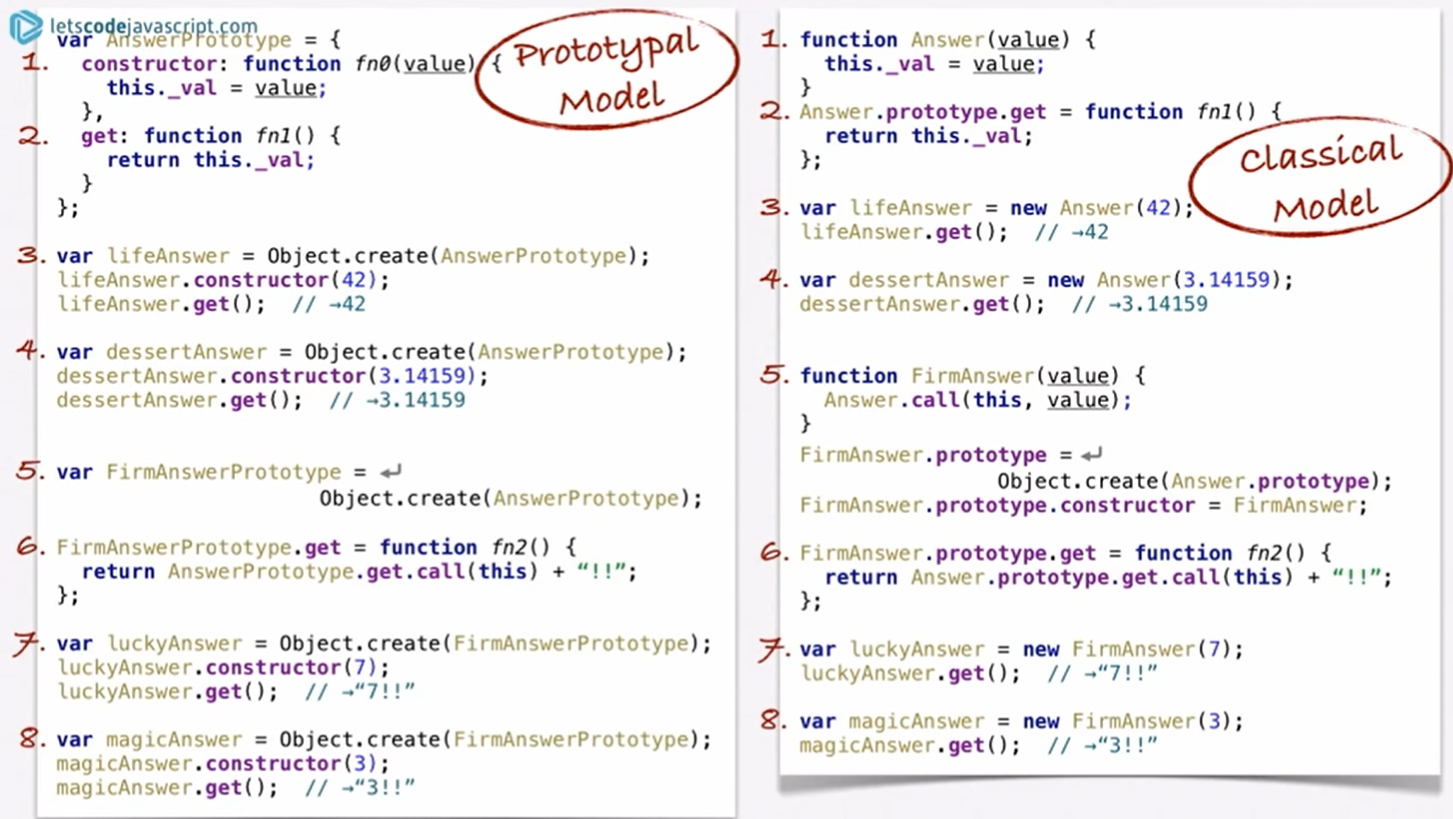 letscodejavascript.com
var AnswerPrototype = {
1. constructor: function fn0(value) {
this._val = value;
},
2. get: function fn1() {
return this._val;
}
};
3. var lifeAnswer = Object.create(AnswerPrototype);
lifeAnswer.constructor(42);
lifeAnswer.get();  // →42
4. var dessertAnswer = Object.create(AnswerPrototype);
dessertAnswer.constructor(3.14159);
dessertAnswer.get();  // →3.14159
5. var FirmAnswerPrototype = ↵
Object.create(AnswerPrototype);
6. FirmAnswerPrototype.get = function fn2() {
return AnswerPrototype.get.call(this) + “!!”;
};
7. var luckyAnswer = Object.create(FirmAnswerPrototype);
luckyAnswer.constructor(7);
luckyAnswer.get();  // →“7!!”
8. var magicAnswer = Object.create(FirmAnswerPrototype);
magicAnswer.constructor(3);
magicAnswer.get();  // →“3!!”
Prototypal
Model
1. function Answer(value) {
this._val = value;
}
2. Answer.prototype.get = function fn1() {
return this._val;
};
3. var lifeAnswer = new Answer(42);
lifeAnswer.get();  // →42
4. var dessertAnswer = new Answer(3.14159);
dessertAnswer.get();  // →3.14159
5. function FirmAnswer(value) {
Answer.call(this, value);
}
FirmAnswer.prototype = ↵
Object.create(Answer.prototype);
FirmAnswer.prototype.constructor = FirmAnswer;
6. FirmAnswer.prototype.get = function fn2() {
return Answer.prototype.get.call(this) + “!!”;
};
7. var luckyAnswer = new FirmAnswer(7);
luckyAnswer.get();  // →“7!!”
8. var magicAnswer = new FirmAnswer(3);
magicAnswer.get();  // →“3!!”
Classical
Model